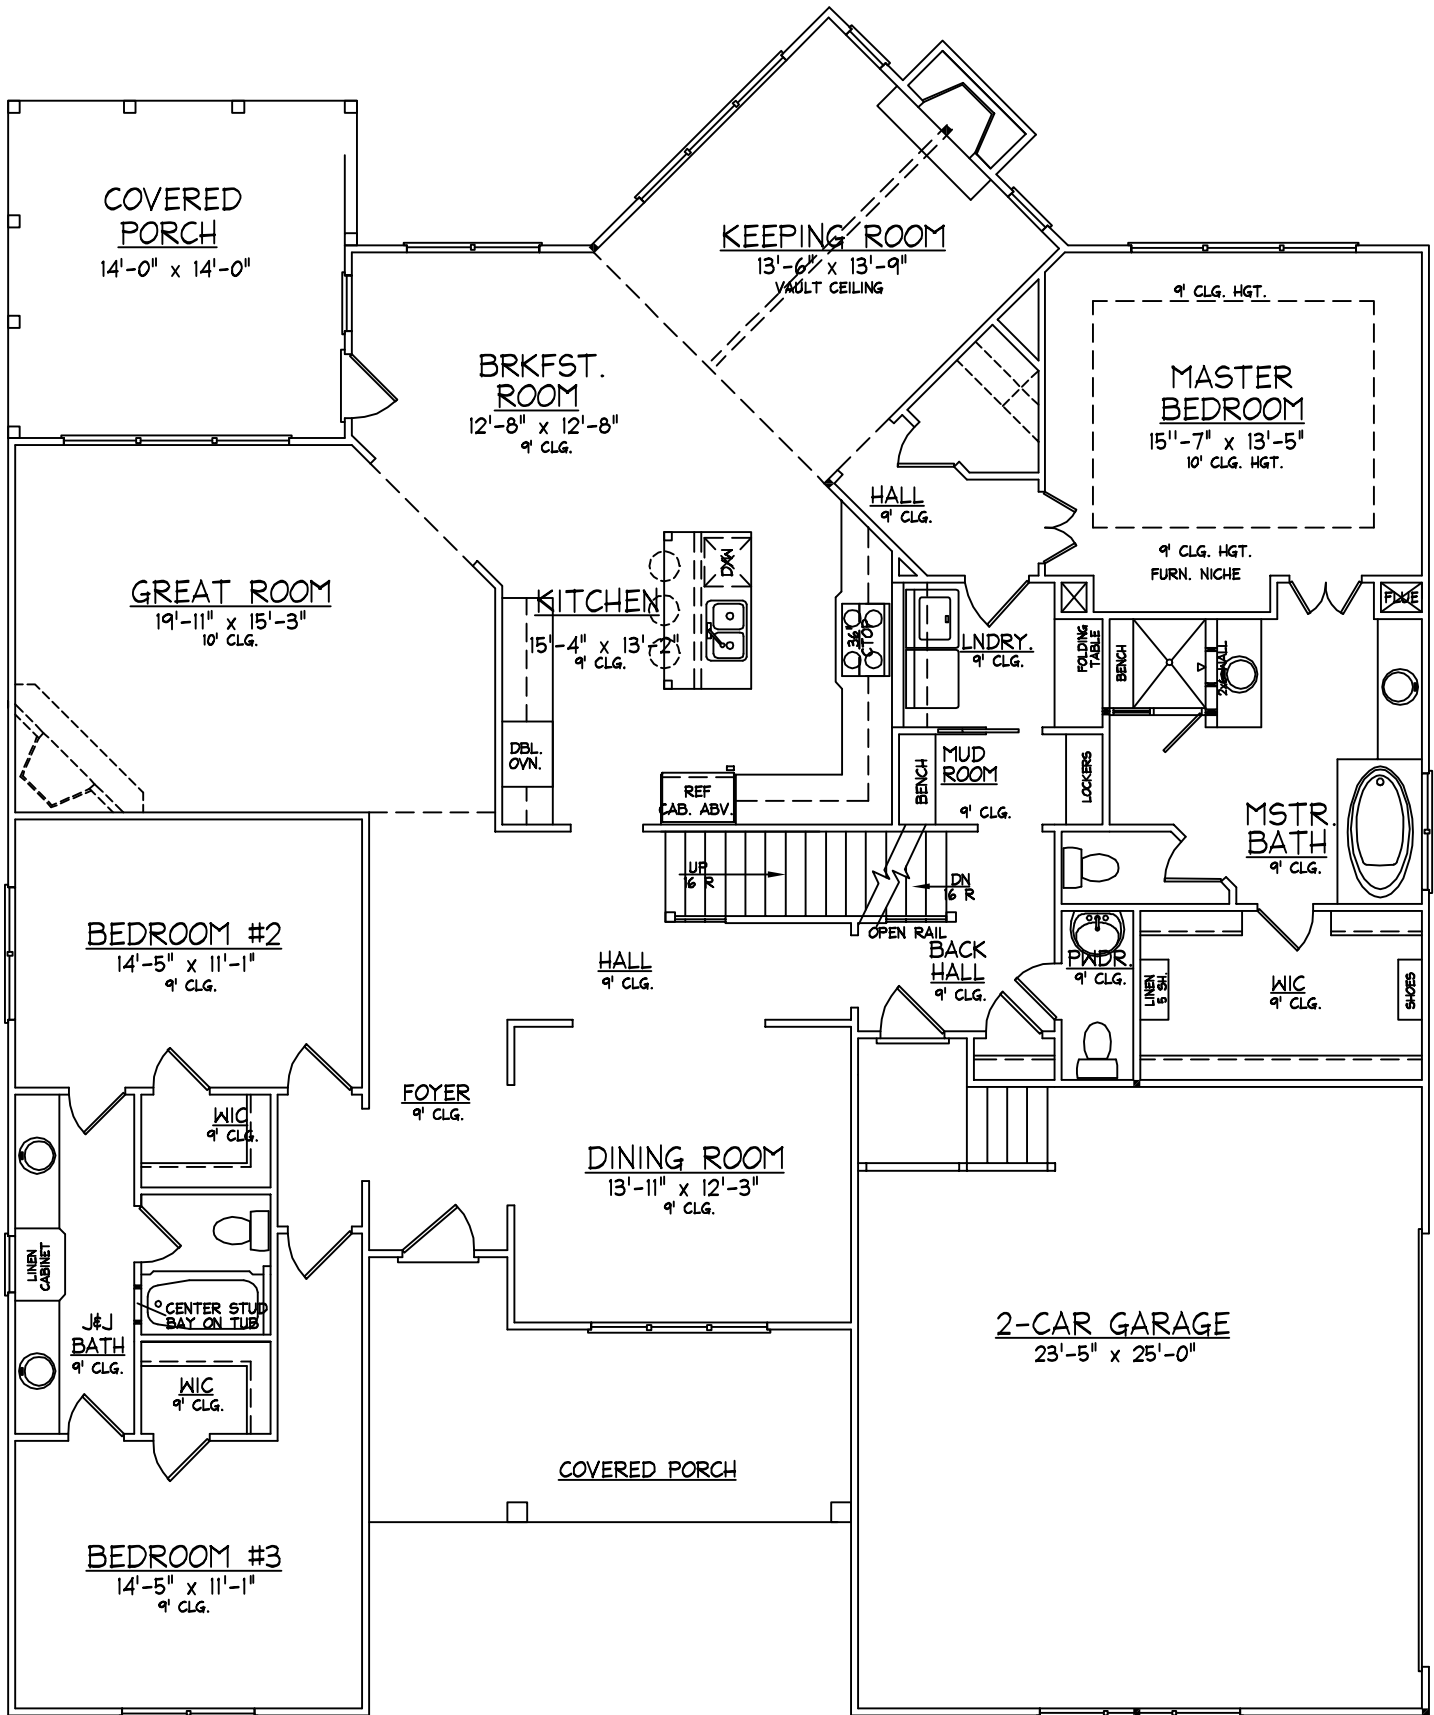 COVERED
PORCH
14'-0" x 14'-0"
KEEPING ROOM
13'-6" x 13'-9"
VAULT CEILING
BRKFST.
ROOM
12'-8" x 12'-8"
9' CLG.
9' CLG. HGT.
MASTER
BEDROOM
15''-7" x 13'-5"
10' CLG. HGT.
9' CLG. HGT.
FURN. NICHE
HALL
9' CLG.
GREAT ROOM
19'-11" x 15'-3"
10' CLG.
KITCHEN
15'-4" x 13'-2"
9' CLG.
D/W
36"
CTOP
LNDRY.
9' CLG.
FOLDING
TABLE
BENCH
2x6 WALL
FLUE
DBL.
OVN.
REF
CAB. ABV.
BENCH
MUD
ROOM
9' CLG.
LOCKERS
MSTR.
BATH
9' CLG.
UP
16 R
DN
16 R
OPEN RAIL
BEDROOM #2
14'-5" x 11'-1"
9' CLG.
HALL
9' CLG.
BACK
HALL
9' CLG.
PWDR.
9' CLG.
LINEN
5 SH.
WIC
9' CLG.
SHOES
FOYER
9' CLG.
WIC
9' CLG.
DINING ROOM
13'-11" x 12'-3"
9' CLG.
LINEN
CABINET
CENTER STUD
BAY ON TUB
J&J
BATH
9' CLG.
WIC
9' CLG.
2-CAR GARAGE
23'-5" x 25'-0"
COVERED PORCH
BEDROOM #3
14'-5" x 11'-1"
9' CLG.